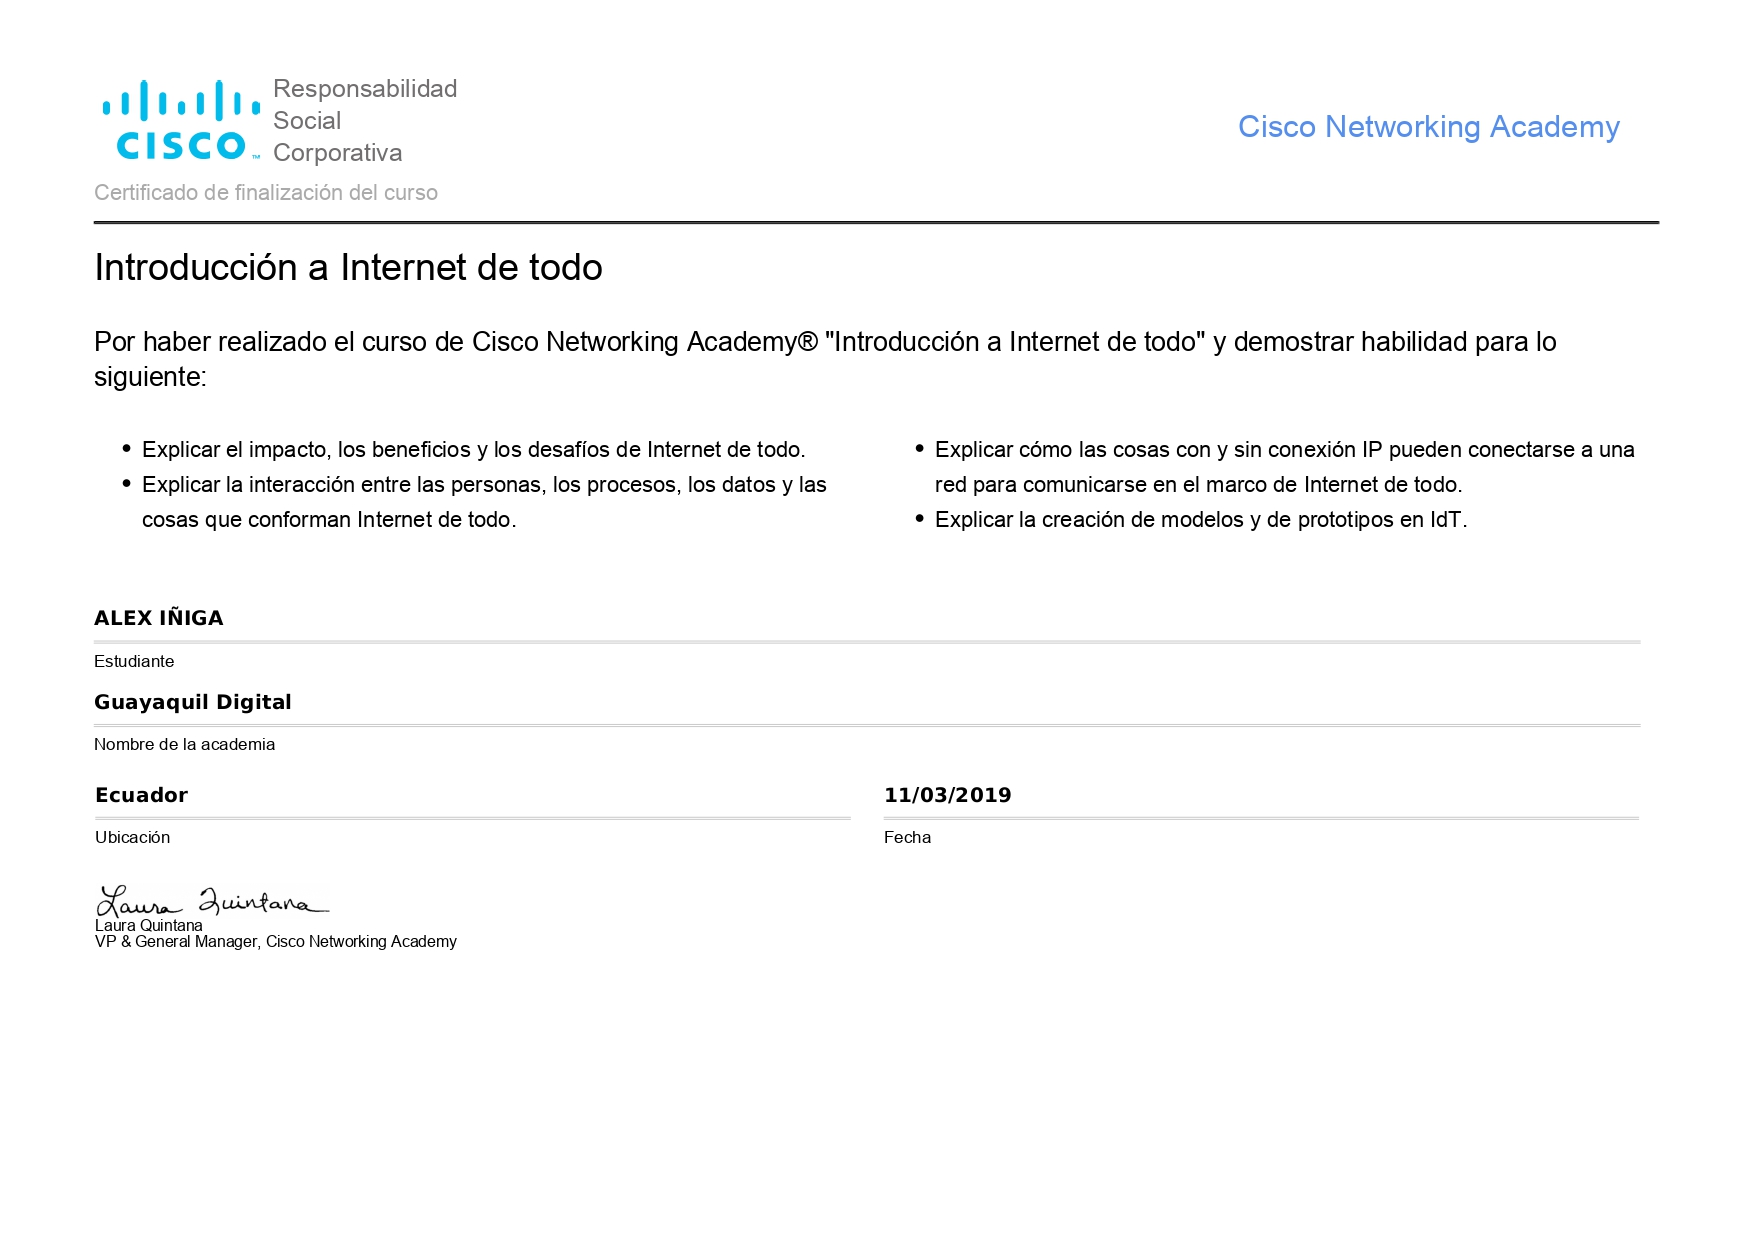 CISCO™
Responsabilidad
Social
Corporativa
Cisco Networking Academy
Certificado de finalización del curso
Introducción a Internet de todo
Por haber realizado el curso de Cisco Networking Academy® "Introducción a Internet de todo" y demostrar habilidad para lo
siguiente:
• Explicar el impacto, los beneficios y los desafíos de Internet de todo.
• Explicar la interacción entre las personas, los procesos, los datos y las
cosas que conforman Internet de todo.
• Explicar cómo las cosas con y sin conexión IP pueden conectarse a una
red para comunicarse en el marco de Internet de todo.
• Explicar la creación de modelos y de prototipos en IdT.
ALEX IÑIGA
Estudiante
Guayaquil Digital
Nombre de la academia
Ecuador
Ubicación
11/03/2019
Fecha
Laura Quintana
Laura Quintana
VP & General Manager, Cisco Networking Academy